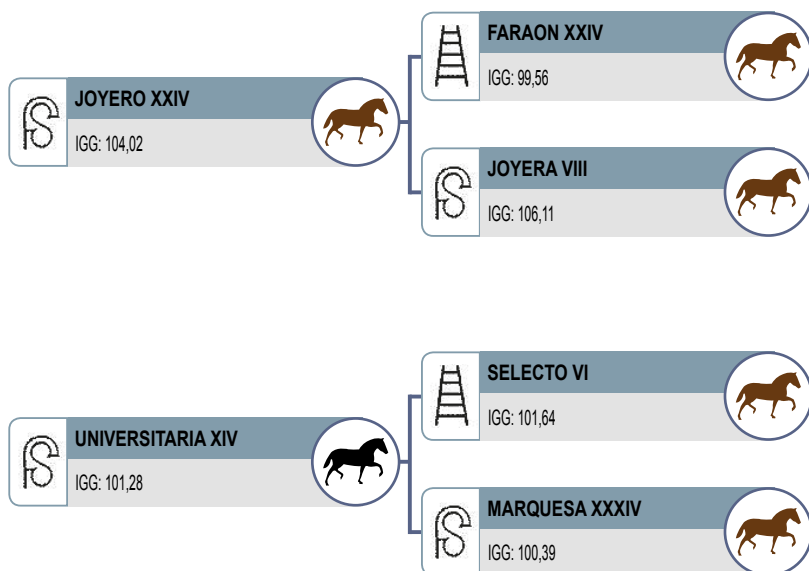 FARAON XXIV
IGG: 99,56
JOYERO XXIV
IGG: 104,02
JOYERA VIII
IGG: 106,11
SELECTO VI
IGG: 101,64
UNIVERSITARIA XIV
IGG: 101,28
MARQUESA XXXIV
IGG: 100,39